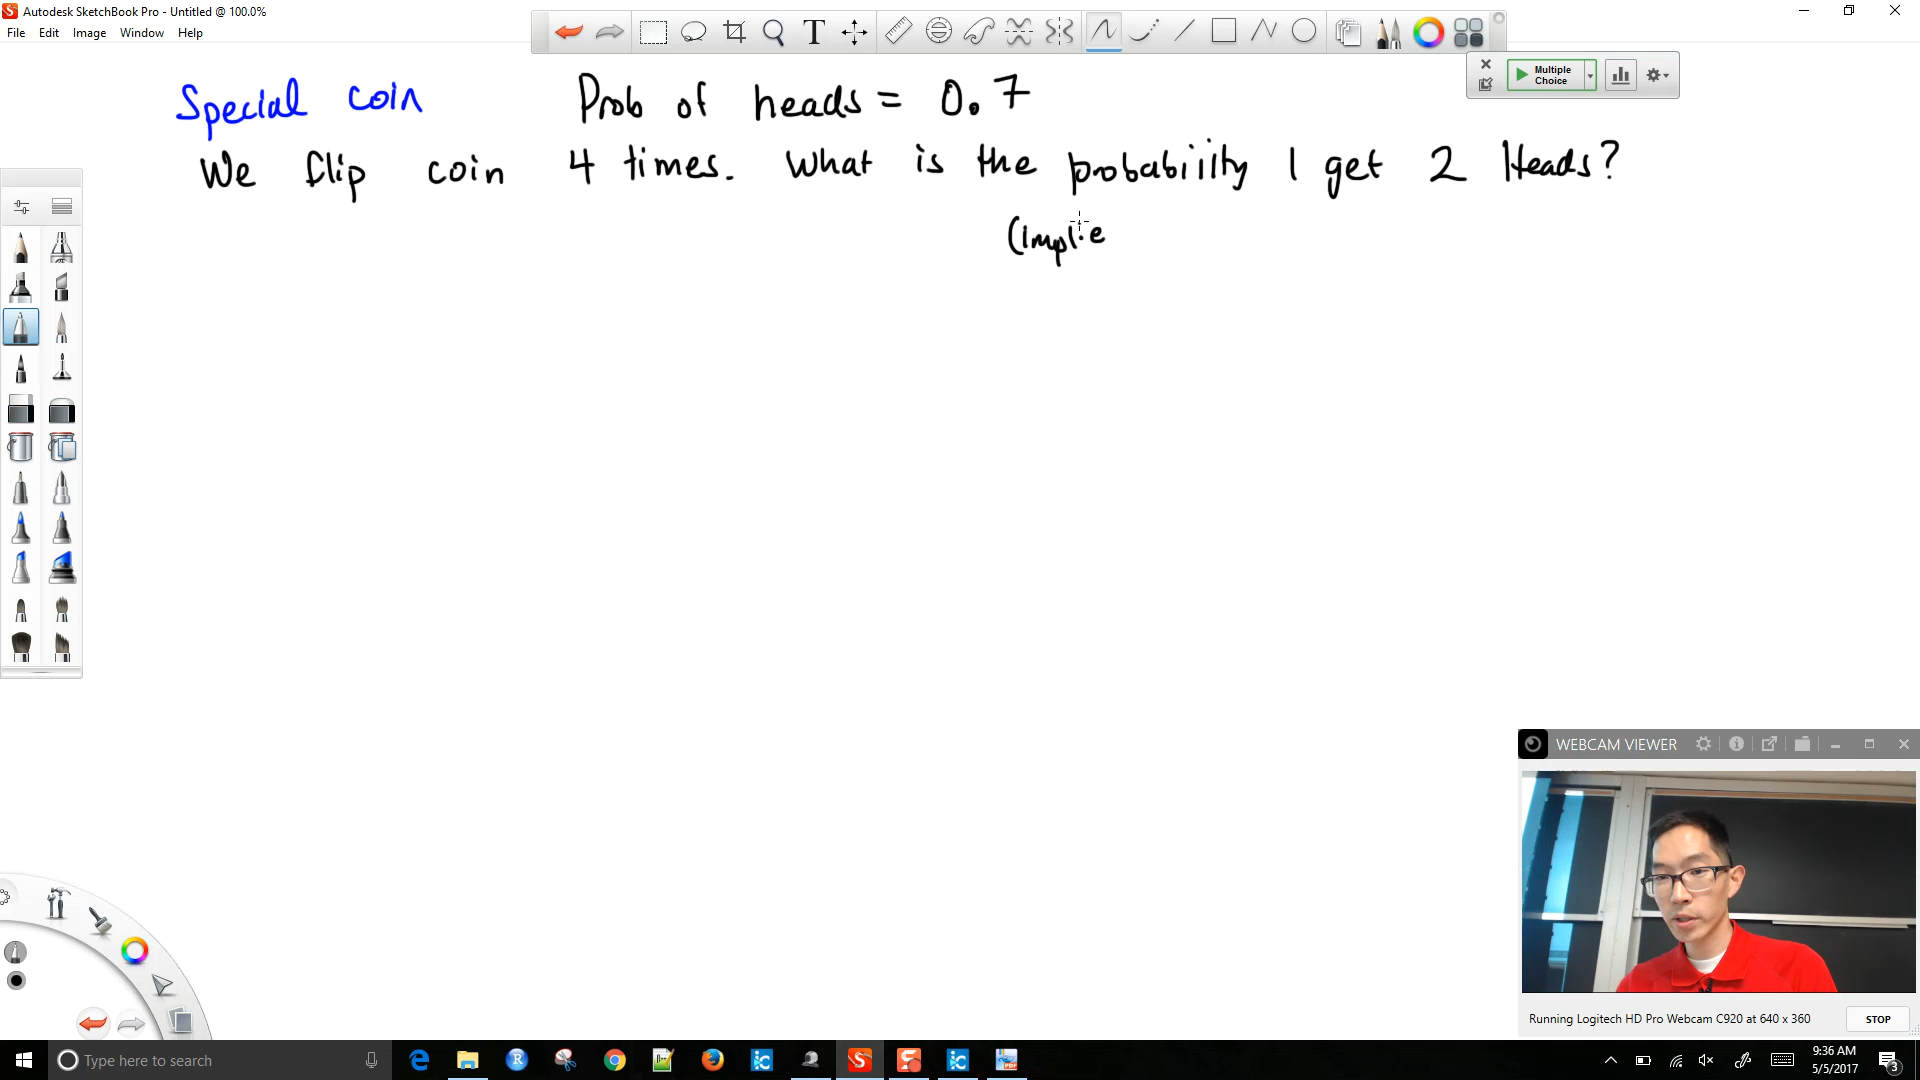 Autodesk SketchBook Pro - Untitled @ 100.0%
File Edit Image Window Help
T
Multiple Choice
Special coin Prob of heads = 0.7
We flip coin 4 times. What is the probabiility I get 2 Heads?
(implie
WEBCAM VIEWER
Running Logitech HD Pro Webcam C920 at 640 x 360 STOP
Type here to search
9:36 AM
5/5/2017
3